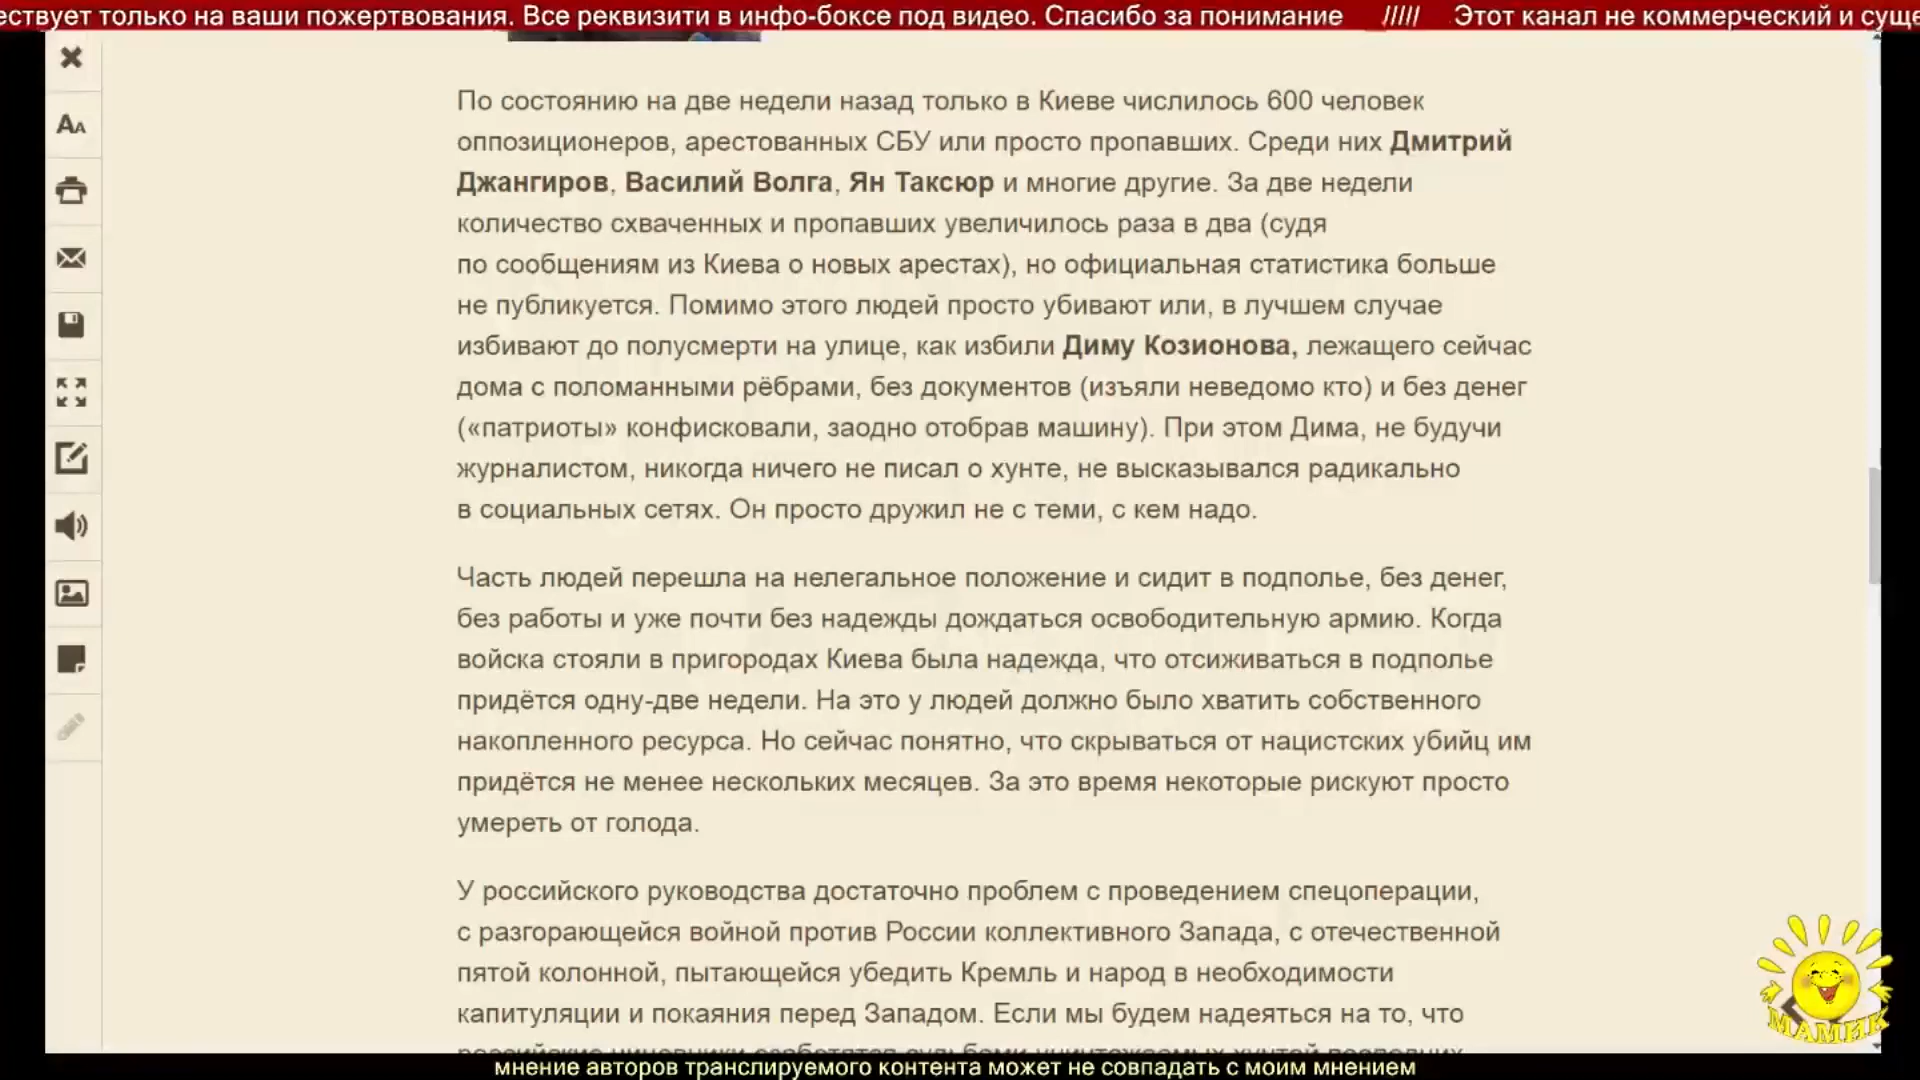 ествует только на ваши пожертвования. Все реквизити в инфо-боксе под видео. Спасибо за понимание ///// Этот канал не коммерческий и суще
По состоянию на две недели назад только в Киеве числилось 600 человек
оппозиционеров, арестованных СБУ или просто пропавших. Среди них Дмитрий
Джангиров, Василий Волга, Ян Таксюр и многие другие. За две недели
количество схваченных и пропавших увеличилось раза в два (судя
по сообщениям из Киева о новых арестах), но официальная статистика больше
не публикуется. Помимо этого людей просто убивают или, в лучшем случае
избивают до полусмерти на улице, как избили Диму Козионова, лежащего сейчас
дома с поломанными рёбрами, без документов (изъяли неведомо кто) и без денег
(«патриоты» конфисковали, заодно отобрав машину). При этом Дима, не будучи
журналистом, никогда ничего не писал о хунте, не высказывался радикально
в социальных сетях. Он просто дружил не с теми, с кем надо.
Часть людей перешла на нелегальное положение и сидит в подполье, без денег,
без работы и уже почти без надежды дождаться освободительную армию. Когда
войска стояли в пригородах Киева была надежда, что отсиживаться в подполье
придётся одну-две недели. На это у людей должно было хватить собственного
накопленного ресурса. Но сейчас понятно, что скрываться от нацистских убийц им
придётся не менее нескольких месяцев. За это время некоторые рискуют просто
умереть от голода.
У российского руководства достаточно проблем с проведением спецоперации,
с разгорающейся войной против России коллективного Запада, с отечественной
пятой колонной, пытающейся убедить Кремль и народ в необходимости
капитуляции и покаяния перед Западом. Если мы будем надеяться на то, что
МАМИК
мнение авторов транслируемого контента может не совпадать с моим мнением